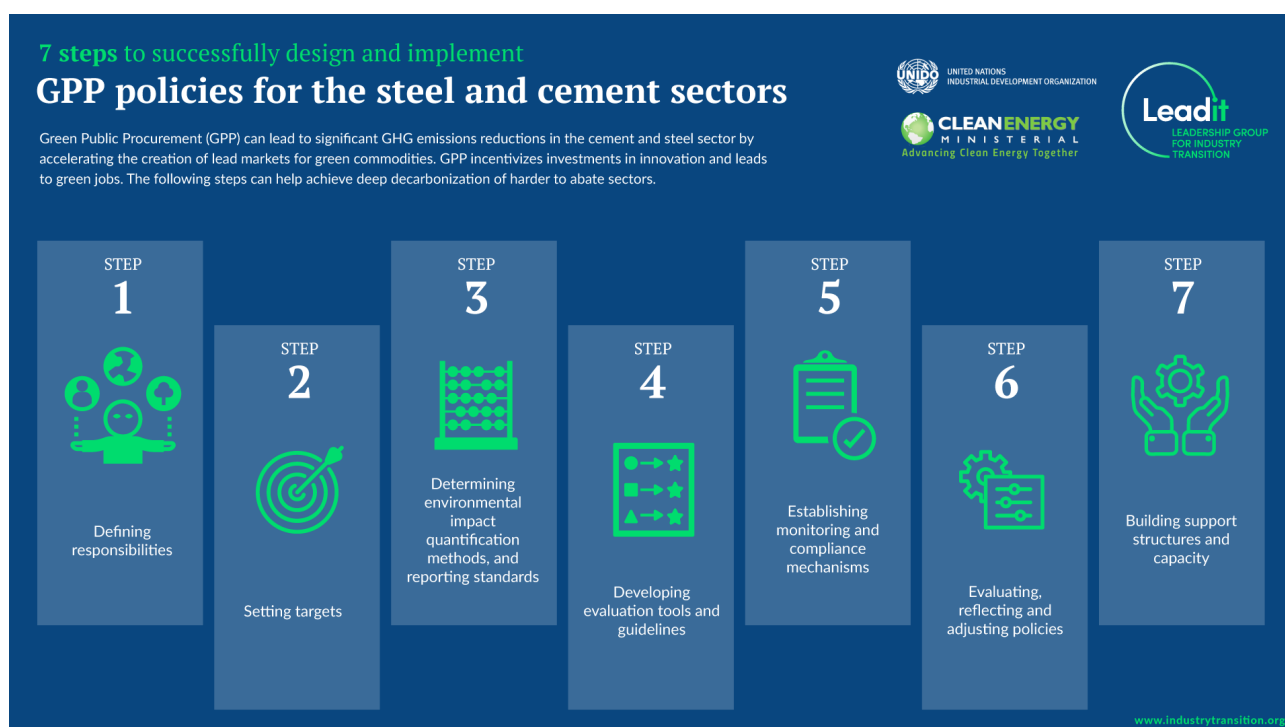 7 steps to successfully design and implement
GPP policies for the steel and cement sectors
Green Public Procurement (GPP) can lead to significant GHG emissions reductions in the cement and steel sector by
accelerating the creation of lead markets for green commodities. GPP incentivizes investments in innovation and leads
to green jobs. The following steps can help achieve deep decarbonization of harder to abate sectors.
UNIDO
UNITED NATIONS
INDUSTRIAL DEVELOPMENT ORGANIZATION
CLEANENERGY
MINISTERIAL
Advancing Clean Energy Together
Leadit
LEADERSHIP GROUP
FOR INDUSTRY
TRANSITION
STEP
1
Defining
responsibilities
STEP
2
Setting targets
STEP
3
Determining
environmental
impact
quantification
methods, and
reporting standards
STEP
4
Developing
evaluation tools and
guidelines
STEP
5
Establishing
monitoring and
compliance
mechanisms
STEP
6
Evaluating,
reflecting and
adjusting policies
STEP
7
Building support
structures and
capacity
www.industrytransition.org